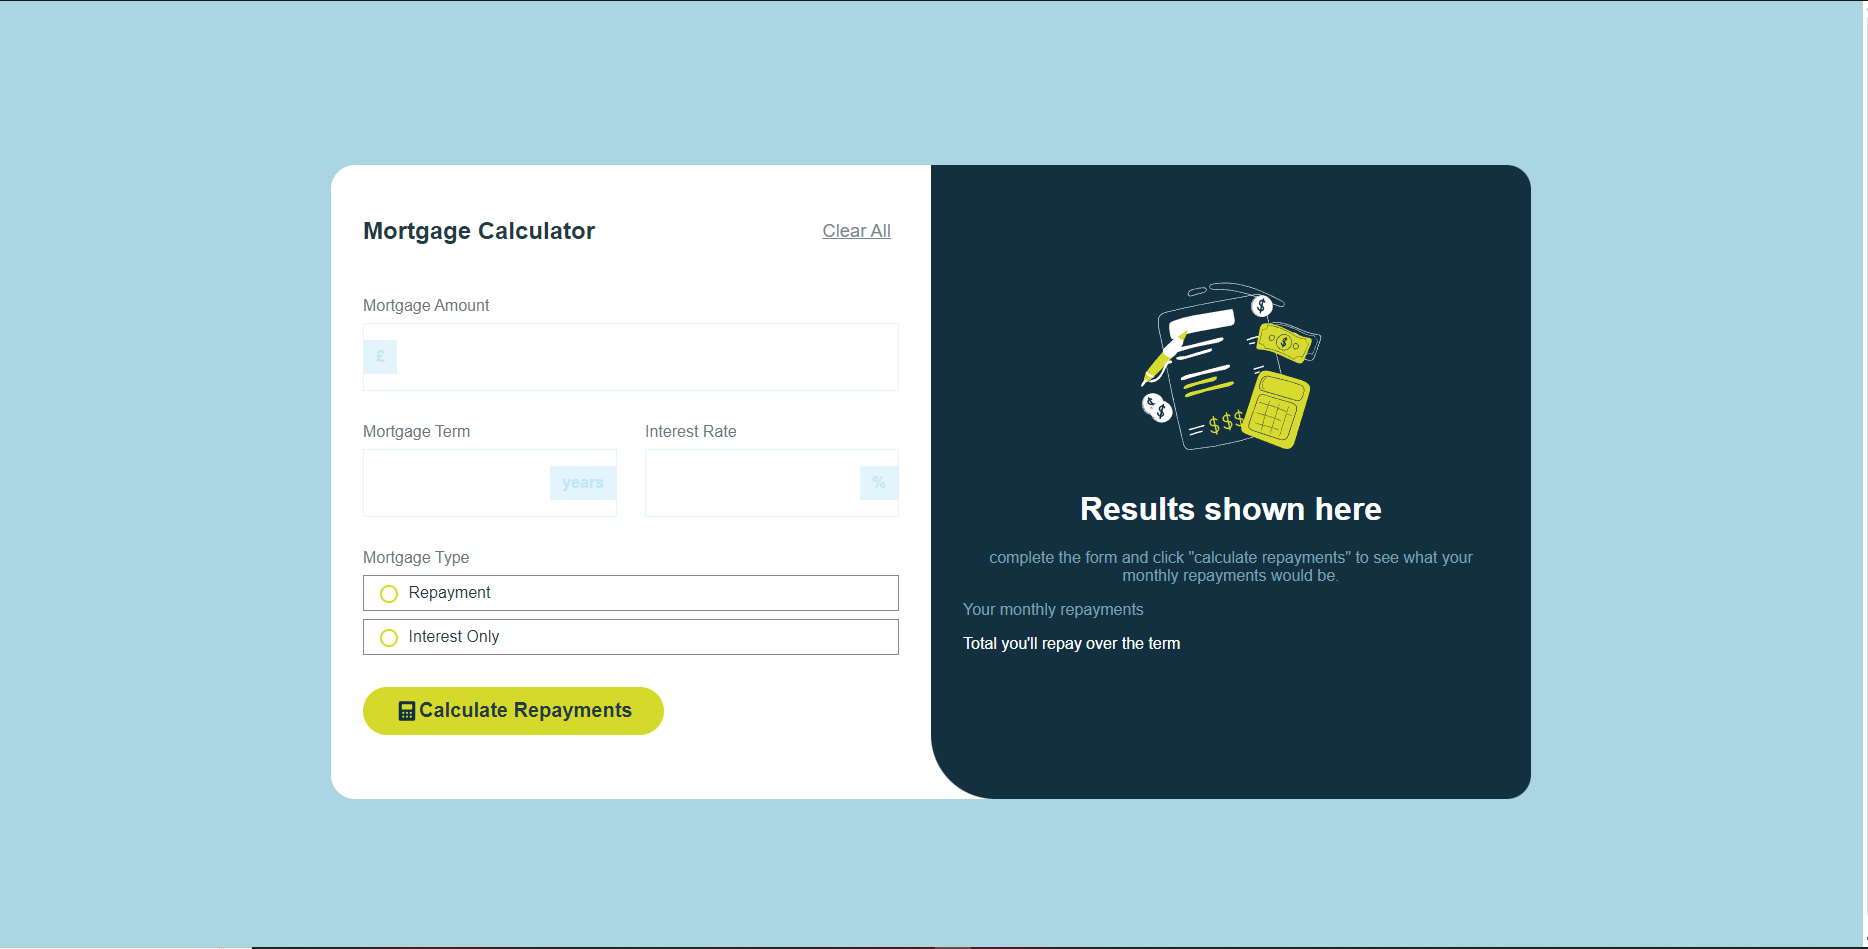 Mortgage Calculator
Clear All
Mortgage Amount
£
Mortgage Term
Interest Rate
years
%
Mortgage Type
Repayment
Interest Only
Calculate Repayments
$
$
$
$
$$$
Results shown here
complete the form and click "calculate repayments" to see what your
monthly repayments would be.
Your monthly repayments
Total you'll repay over the term